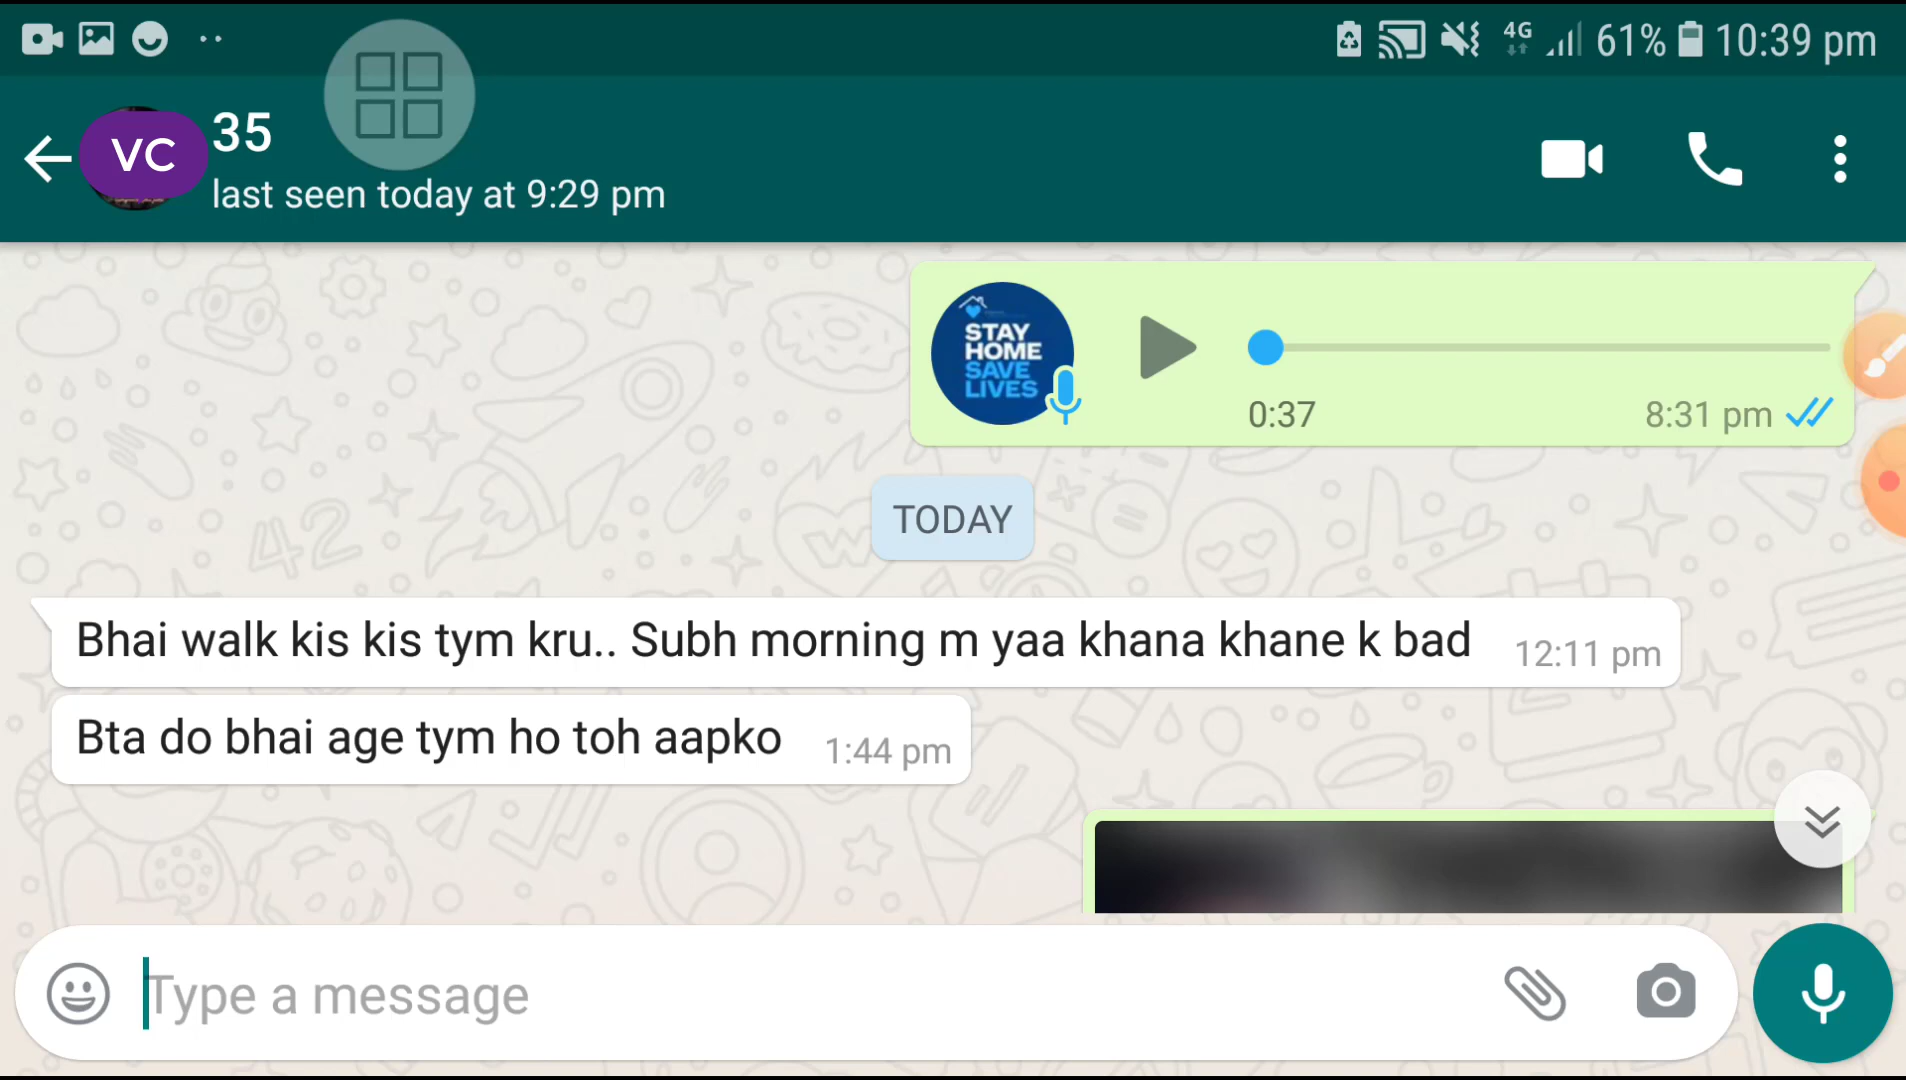 4G 61% 10:39 pm
VC 35
last seen today at 9:29 pm
STAY
HOME
SAVE
LIVES
0:37 8:31 pm
TODAY
Bhai walk kis kis tym kru.. Subh morning m yaa khana khane k bad 12:11 pm
Bta do bhai age tym ho toh aapko 1:44 pm
Type a message